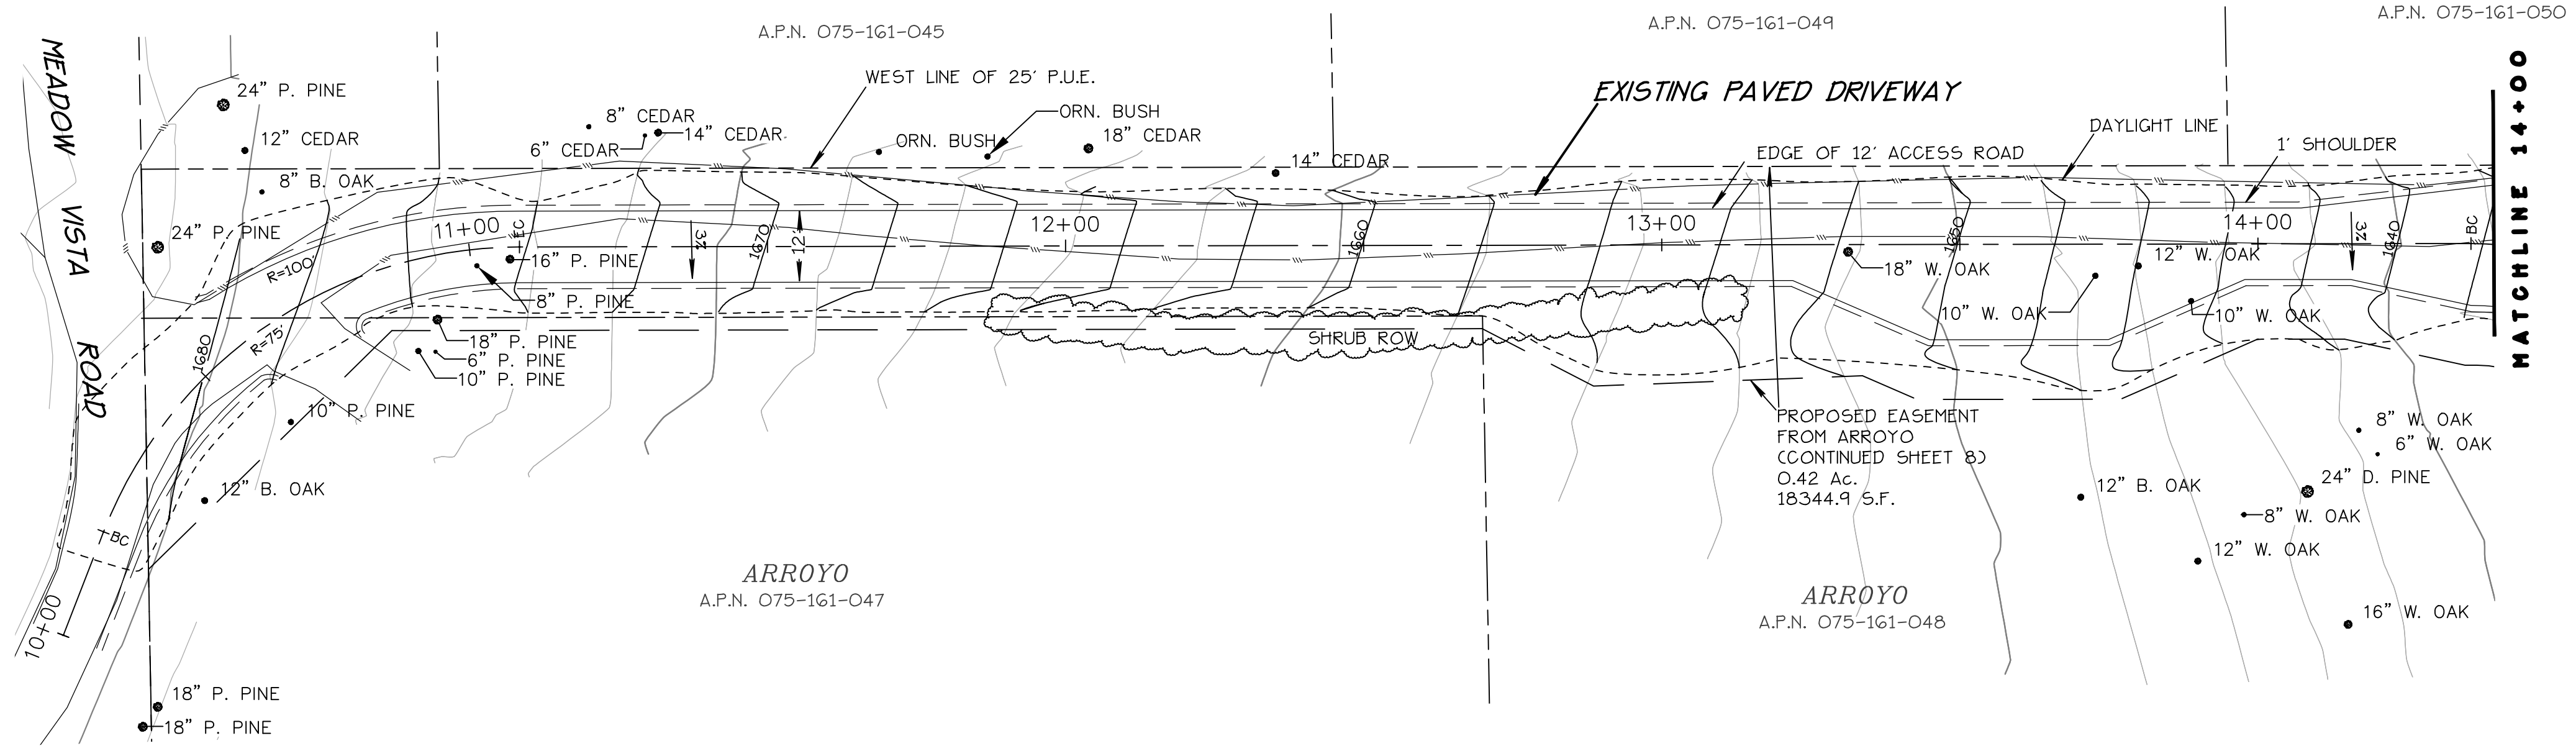 A.P.N. 075-161-045
A.P.N. 075-161-049
A.P.N. 075-161-050
MEADOW VISTA ROAD
MATCHLINE 14+00
WEST LINE OF 25' P.U.E.
EXISTING PAVED DRIVEWAY
24" P. PINE
12" CEDAR
8" B. OAK
24" P. PINE
8" CEDAR
6" CEDAR
14" CEDAR
ORN. BUSH
ORN. BUSH
18" CEDAR
14" CEDAR
DAYLIGHT LINE
EDGE OF 12' ACCESS ROAD
1' SHOULDER
11+00
EC
12+00
13+00
14+00
BC
R=100'
R=75'
1680
1670
1660
1650
1640
3%
12'
3%
16" P. PINE
8" P. PINE
18" P. PINE
6" P. PINE
10" P. PINE
10" P. PINE
12" B. OAK
SHRUB ROW
18" W. OAK
12" W. OAK
10" W. OAK
10" W. OAK
PROPOSED EASEMENT
FROM ARROYO
(CONTINUED SHEET 8)
0.42 Ac.
18344.9 S.F.
8" W. OAK
6" W. OAK
24" D. PINE
12" B. OAK
8" W. OAK
12" W. OAK
16" W. OAK
BC
10+00
ARROYO
A.P.N. 075-161-047
ARROYO
A.P.N. 075-161-048
18" P. PINE
18" P. PINE